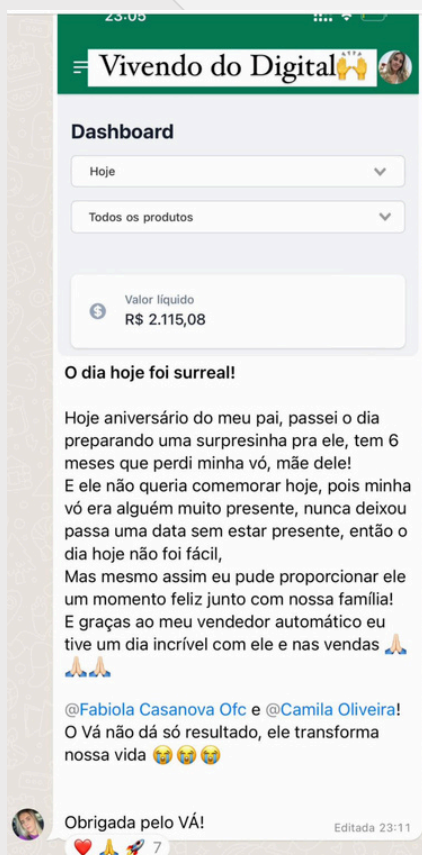 23:05
Vivendo do Digital🙌
Dashboard
Hoje
Todos os produtos
Valor líquido
R$ 2.115,08
O dia hoje foi surreal!
Hoje aniversário do meu pai, passei o dia
preparando uma surpresinha pra ele, tem 6
meses que perdi minha vó, mãe dele!
E ele não queria comemorar hoje, pois minha
vó era alguém muito presente, nunca deixou
passa uma data sem estar presente, então o
dia hoje não foi fácil,
Mas mesmo assim eu pude proporcionar ele
um momento feliz junto com nossa família!
E graças ao meu vendedor automático eu
tive um dia incrível com ele e nas vendas 🙏🏻
🙏🏻🙏🏻
@Fabiola Casanova Ofc e @Camila Oliveira!
O Vá não dá só resultado, ele transforma
nossa vida 😭😭😭
Obrigada pelo VÁ!
Editada 23:11
❤️🙏🚀 7